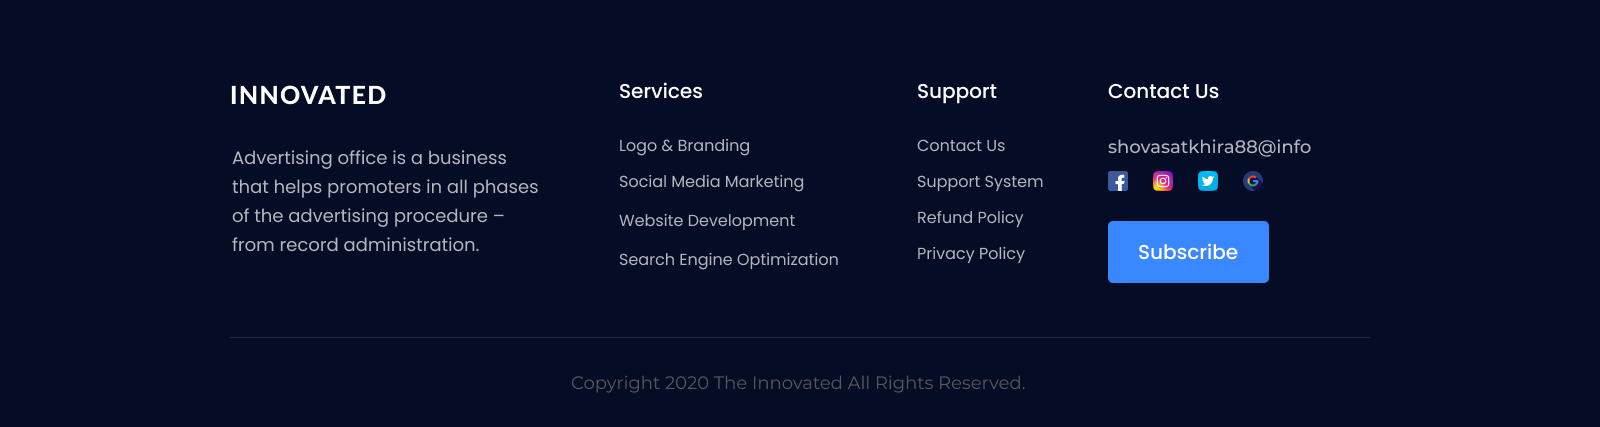 INNOVATED
Advertising office is a business
that helps promoters in all phases
of the advertising procedure –
from record administration.
Services
Logo & Branding
Social Media Marketing
Website Development
Search Engine Optimization
Support
Contact Us
Support System
Refund Policy
Privacy Policy
Contact Us
shovasatkhira88@info
Subscribe
Copyright 2020 The Innovated All Rights Reserved.